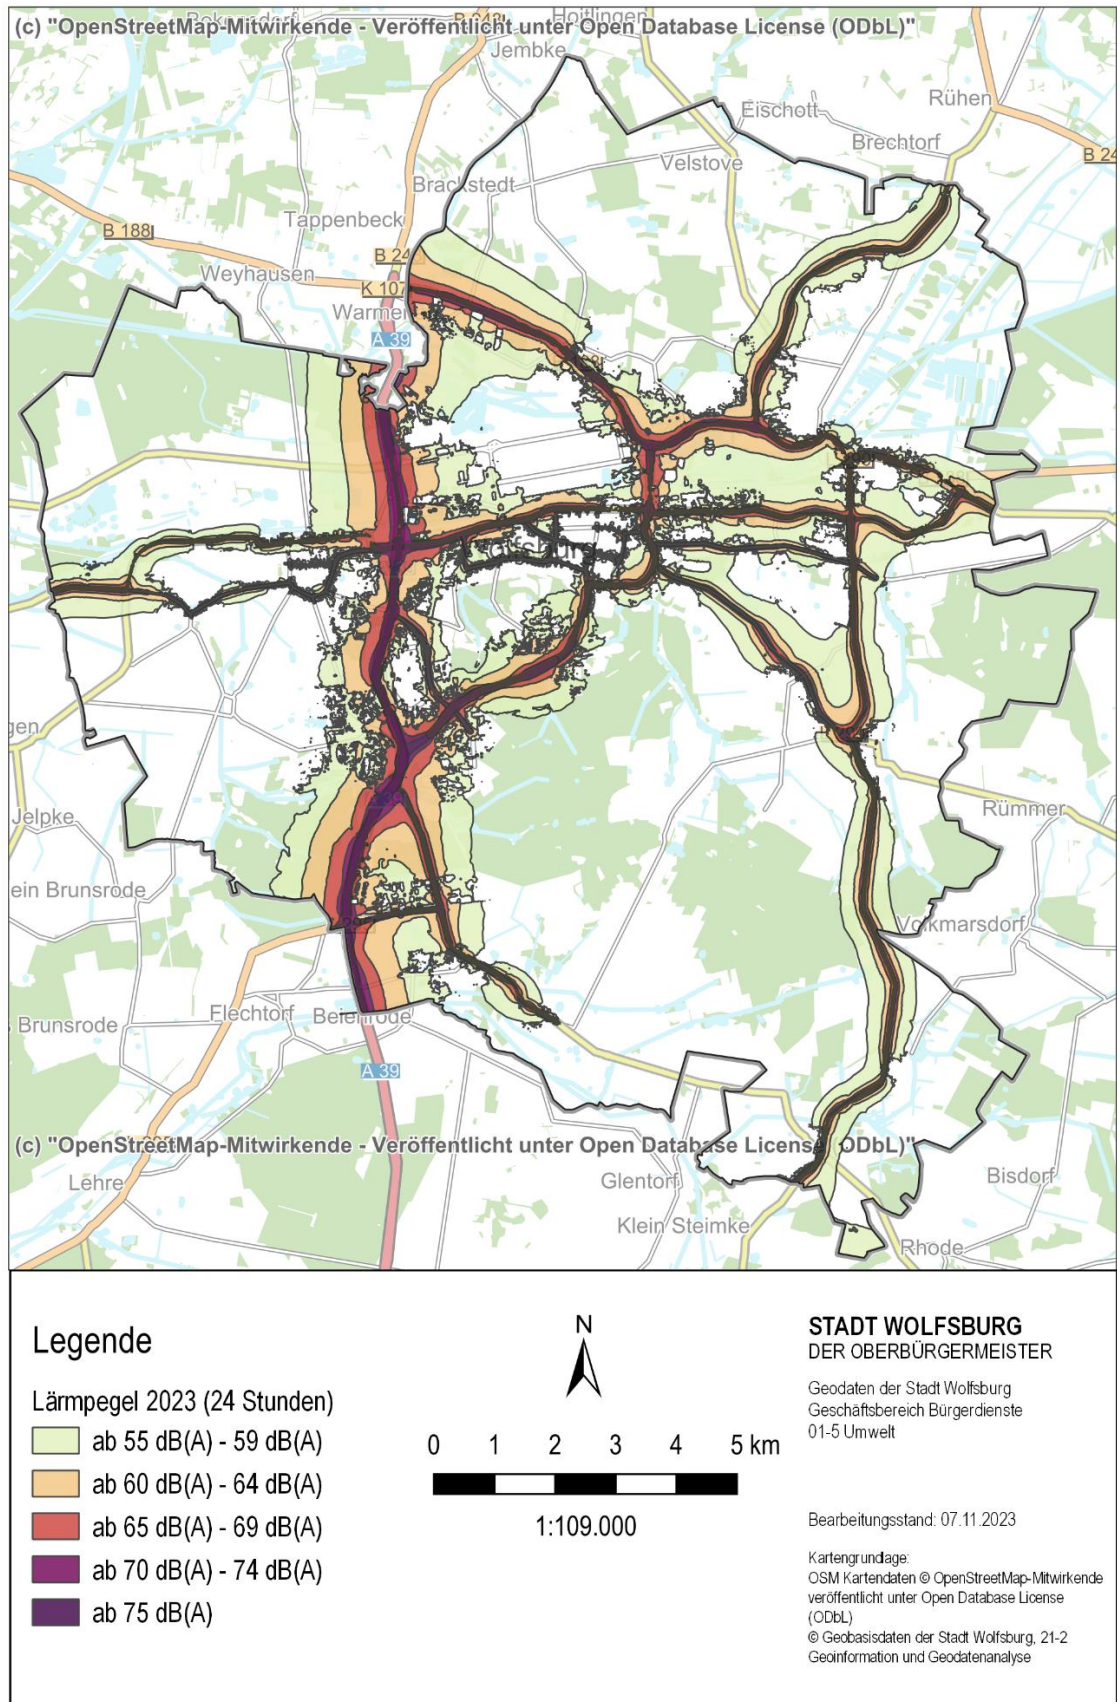 (c) "OpenStreetMap-Mitwirkende - Veröffentlicht unter Open Database License (ODbL)"
Jembke
Rühen
Eischott
Brechtorf
Velstove
B 24
Brackstedt
Tappenbeck
B 188
B 24
Weyhausen
K 107
Warmen
A 39
Wolfsburg
gen
Jelpke
Rümmer
ein Brunsrode
Volkmarsdorf
Flechtorf
Beienrode
Brunsrode
A 39
(c) "OpenStreetMap-Mitwirkende - Veröffentlicht unter Open Database License (ODbL)"
Lehre
Glentorf
Bisdorf
Klein Steimke
Rhode
Legende
Lärmpegel 2023 (24 Stunden)
ab 55 dB(A) - 59 dB(A)
ab 60 dB(A) - 64 dB(A)
ab 65 dB(A) - 69 dB(A)
ab 70 dB(A) - 74 dB(A)
ab 75 dB(A)
N
0 1 2 3 4 5 km
1:109.000
STADT WOLFSBURG
DER OBERBÜRGERMEISTER
Geodaten der Stadt Wolfsburg
Geschäftsbereich Bürgerdienste
01-5 Umwelt
Bearbeitungsstand: 07.11.2023
Kartengrundlage:
OSM Kartendaten © OpenStreetMap-Mitwirkende
veröffentlicht unter Open Database License
(ODbL)
© Geobasisdaten der Stadt Wolfsburg, 21-2
Geoinformation und Geodatenanalyse